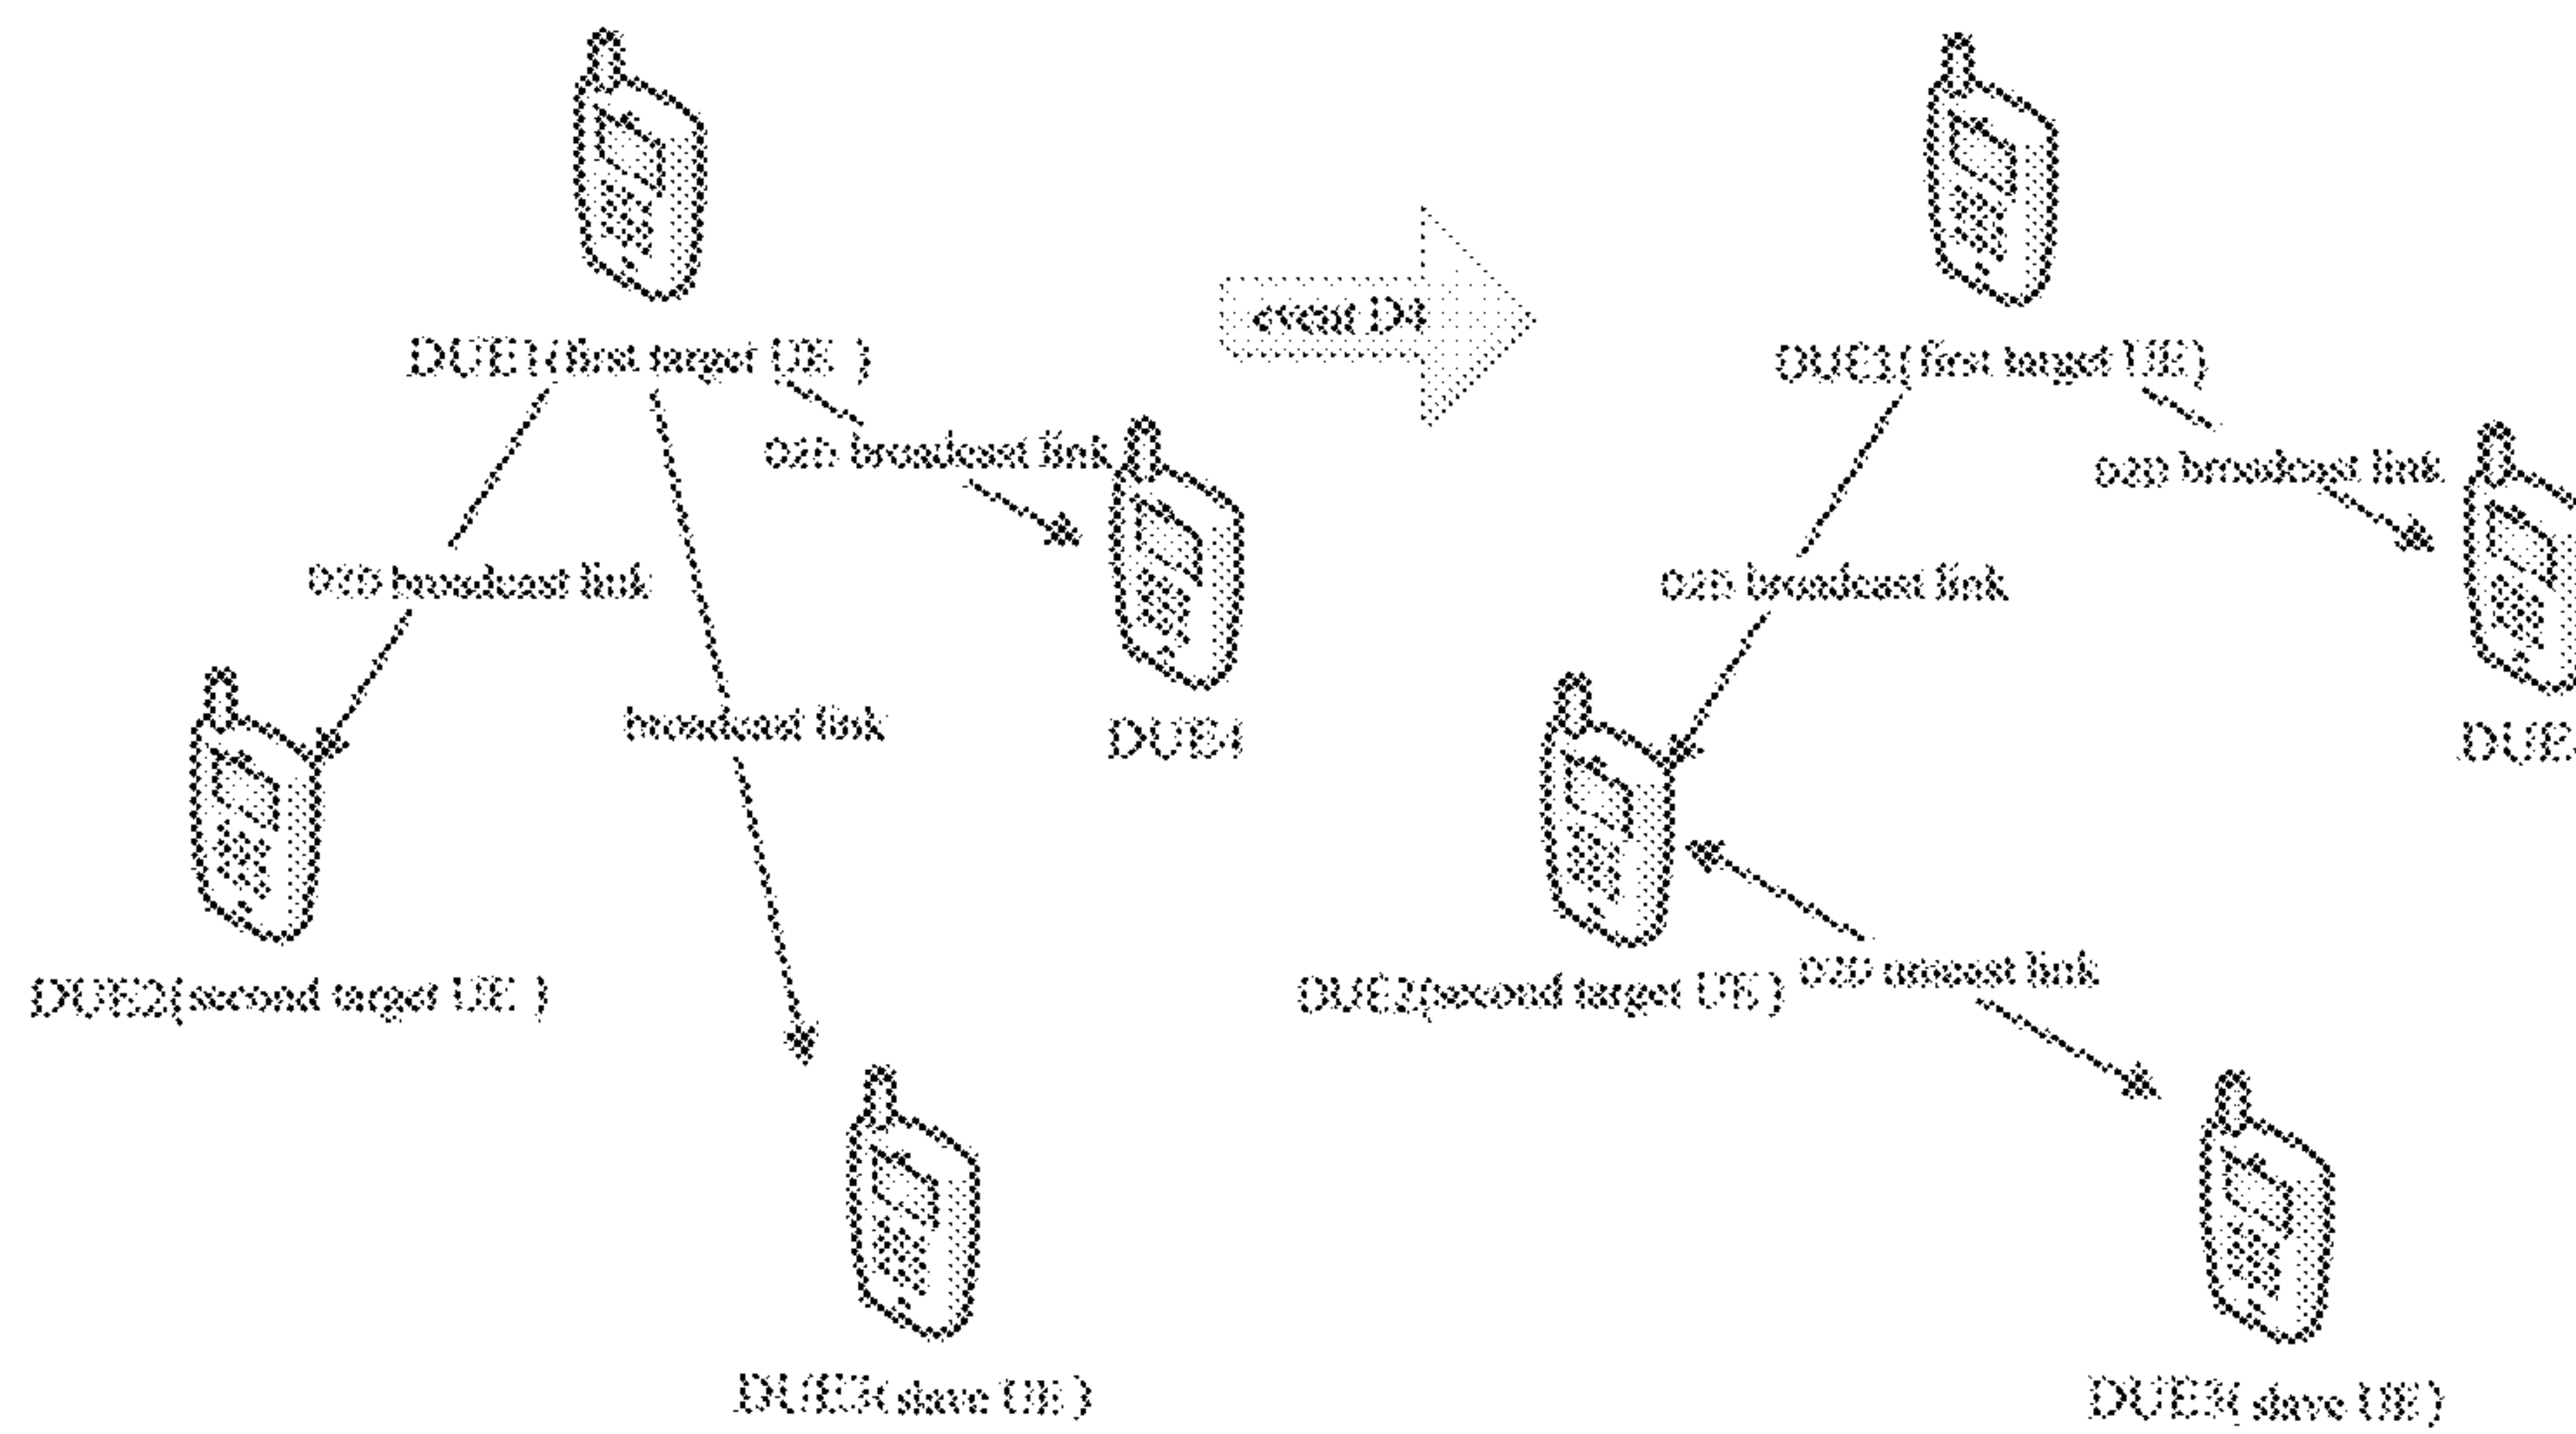 DUE1(first target UE )
D2D broadcast link
D2D broadcast link
broadcast link
DUE4
DUE2(second target UE )
DUE3(slave UE )
event D4
DUE1(first target UE)
D2D broadcast link
D2D broadcast link
DUE2(second target UE )
D2D unicast link
DUE3( slave UE )